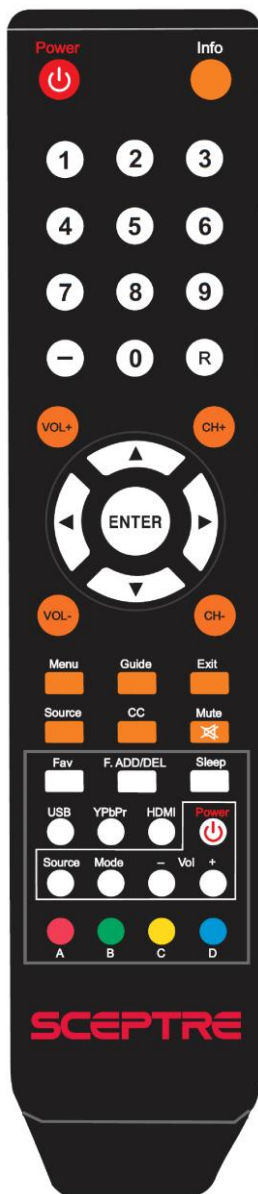 Power Info
1 2 3
4 5 6
7 8 9
– 0 R
VOL+ CH+
ENTER
VOL- CH-
Menu Guide Exit
Source CC Mute
Fav F. ADD/DEL Sleep
USB YPbPr HDMI Power
Source Mode – Vol +
A B C D
SCEPTRE